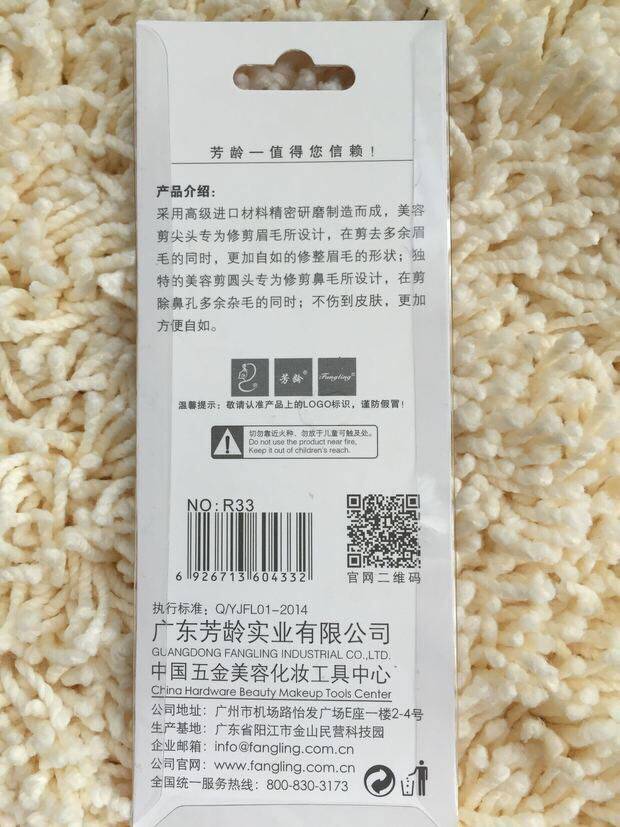 芳龄一值得您信赖！
产品介绍：
采用高级进口材料精密研磨制造而成，美容
剪尖头专为修剪眉毛所设计，在剪去多余眉
毛的同时，更加自如的修整眉毛的形状；独
特的美容剪圆头专为修剪鼻毛所设计，在剪
除鼻孔多余杂毛的同时；不伤到皮肤，更加
方便自如。
芳龄® Fangling®
温馨提示：敬请认准产品上的LOGO标识，谨防假冒！
切勿靠近火种、勿放于儿童可触及处。
Do not use the product near fire,
Keep it out of children's reach.
NO:R33
6 926713 604332
官网二维码
执行标准：Q/YJFL01-2014
广东芳龄实业有限公司
GUANGDONG FANGLING INDUSTRIAL CO.,LTD.
中国五金美容化妆工具中心
China Hardware Beauty Makeup Tools Center
公司地址：广州市机场路怡发广场E座一楼2-4号
生产基地：广东省阳江市金山民营科技园
企业邮箱：info@fangling.com.cn
公司官网：www.fangling.com.cn
全国统一服务热线：800-830-3173